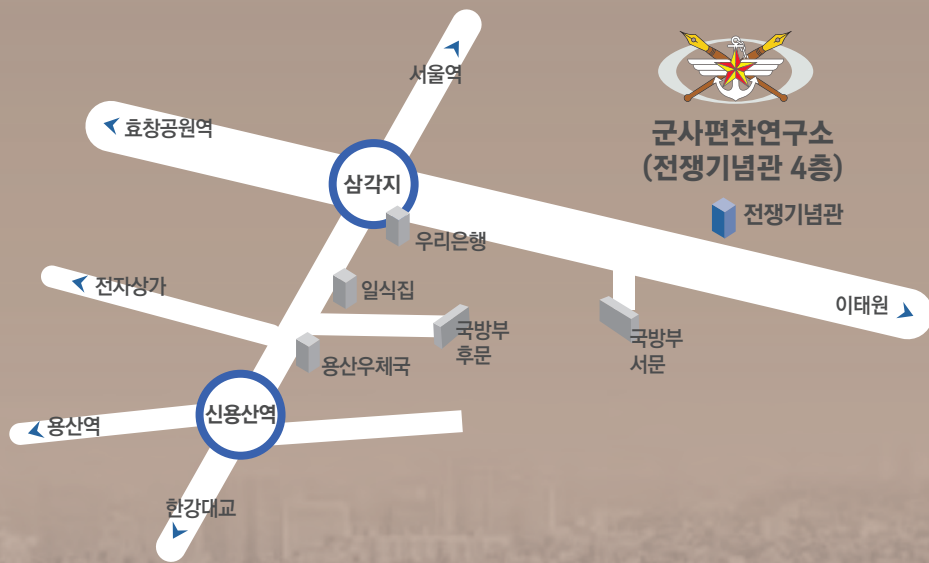 서울역
효창공원역
군사편찬연구소
(전쟁기념관 4층)
삼각지
전쟁기념관
우리은행
전자상가
일식집
이태원
국방부
후문
국방부
서문
용산우체국
신용산역
용산역
한강대교